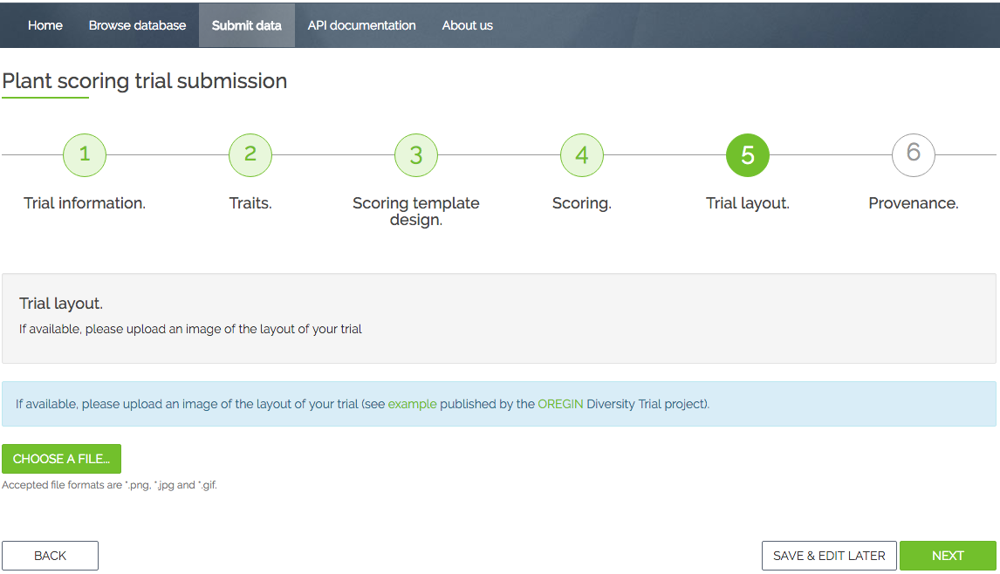 Home Browse database Submit data API documentation About us
Plant scoring trial submission
1 2 3 4 5 6
Trial information. Traits. Scoring template Scoring. Trial layout. Provenance.
design.
Trial layout.
If available, please upload an image of the layout of your trial
If available, please upload an image of the layout of your trial (see example published by the OREGIN Diversity Trial project).
CHOOSE A FILE...
Accepted file formats are *.png, *.jpg and *.gif.
BACK SAVE & EDIT LATER NEXT